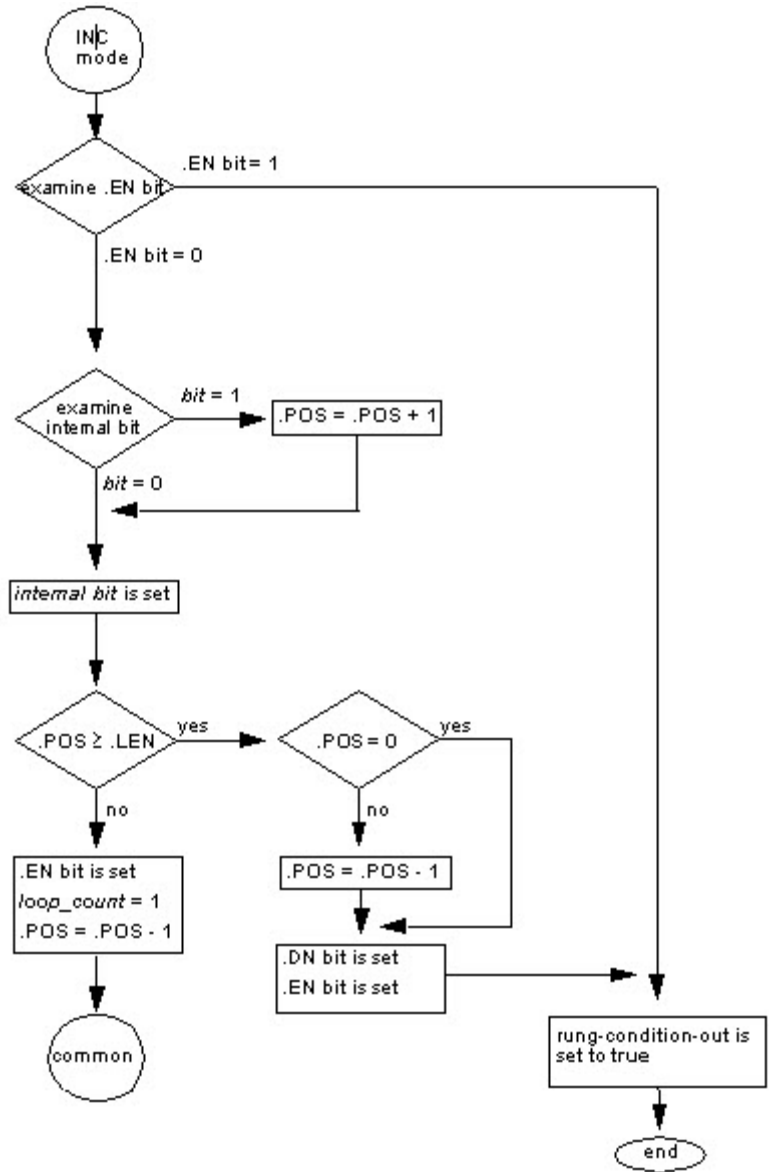 INC
mode
.EN bit = 1
examine .EN bit
.EN bit = 0
bit = 1
examine
internal bit
.POS = .POS + 1
bit = 0
internal bit is set
.POS ≥ .LEN
yes
.POS = 0
yes
no
no
.EN bit is set
loop_count = 1
.POS = .POS - 1
.POS = .POS - 1
.DN bit is set
.EN bit is set
common
rung-condition-out is
set to true
end